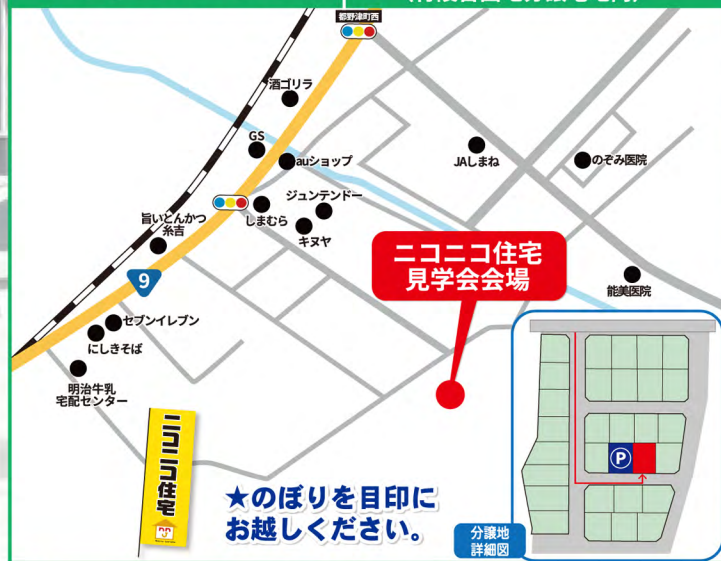 都野津町西
酒ゴリラ
GS
auショップ
JAしまね
のぞみ医院
ジュンテンドー
しまむら
キヌヤ
旨いとんかつ
糸吉
ニコニコ住宅
見学会会場
能美医院
9
セブンイレブン
にしきそば
明治牛乳
宅配センター
ニコニコ住宅
★のぼりを目印に
お越しください。
P
分譲地
詳細図